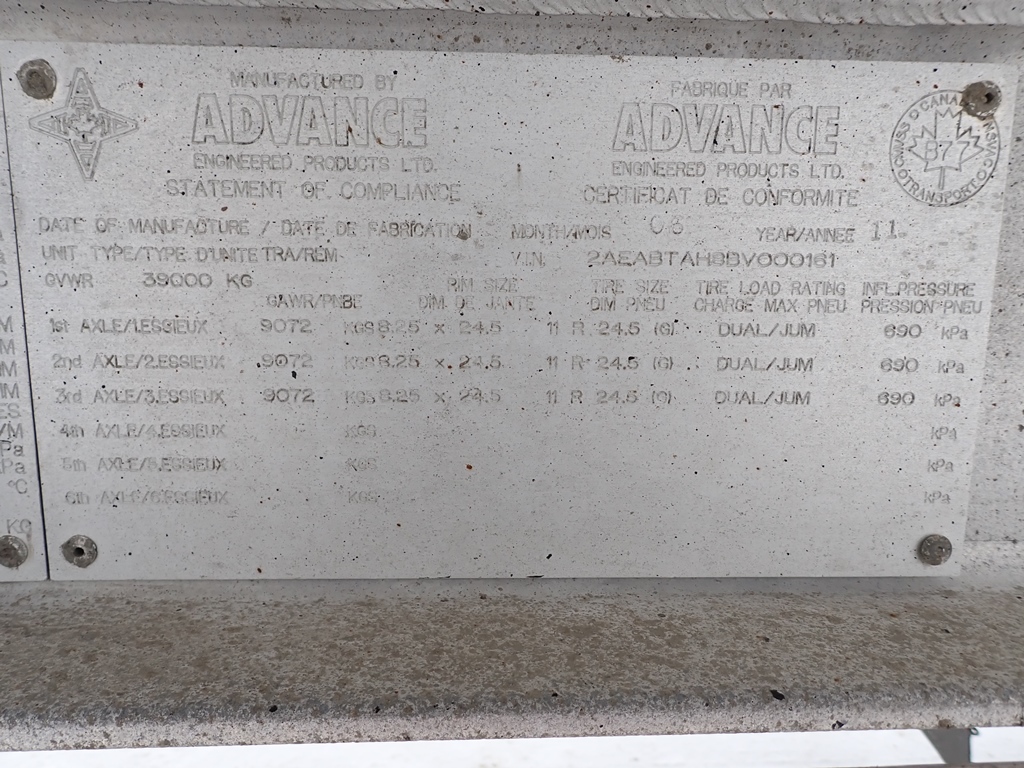 MANUFACTURED BY
ADVANCE
ENGINEERED PRODUCTS LTD.
STATEMENT OF COMPLIANCE
FABRIQUE PAR
ADVANCE
ENGINEERED PRODUCTS LTD.
CERTIFICAT DE CONFORMITE
CANADA
TRANSPORT
DATE OF MANUFACTURE / DATE DE FABRICATION MONTH/MOIS 03 YEAR/ANNEE 11
UNIT TYPE/TYPE D'UNITE TRA/REM V.I.N.
GVWR 39000 KG RIM SIZE TIRE SIZE TIRE LOAD RATING INFL.PRESSURE
GAWR/PNBE DIM. DE JANTE DIM PNEU CHARGE MAX PNEU PRESSION/PNEU
1st AXLE/1.ESSIEUX 9072 KGS 8.25 x 24.5 11 R 24.5 (G) DUAL/JUM 690 kPa
2nd AXLE/2.ESSIEUX 9072 KGS 8.25 x 24.5 11 R 24.5 (G) DUAL/JUM 690 kPa
3rd AXLE/3.ESSIEUX 9072 KGS 8.25 x 24.5 11 R 24.5 (G) DUAL/JUM 690 kPa
4th AXLE/4.ESSIEUX KGS kPa
5th AXLE/5.ESSIEUX KGS kPa
6th AXLE/6.ESSIEUX KGS kPa
°C
KG